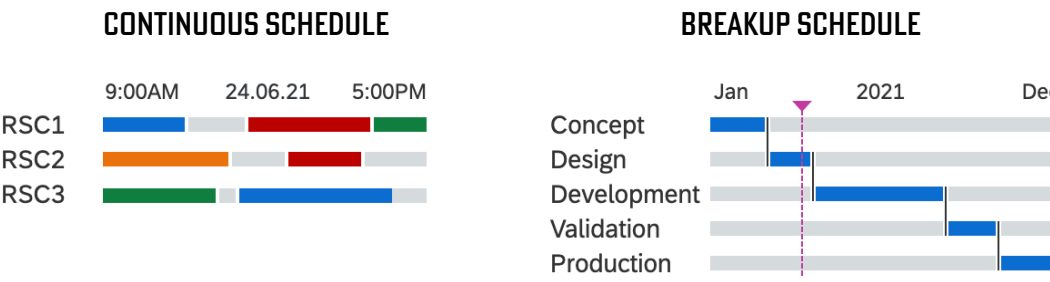 CONTINUOUS SCHEDULE
9:00AM 24.06.21 5:00PM
RSC1
RSC2
RSC3
BREAKUP SCHEDULE
Jan 2021
Concept
Design
Development
Validation
Production